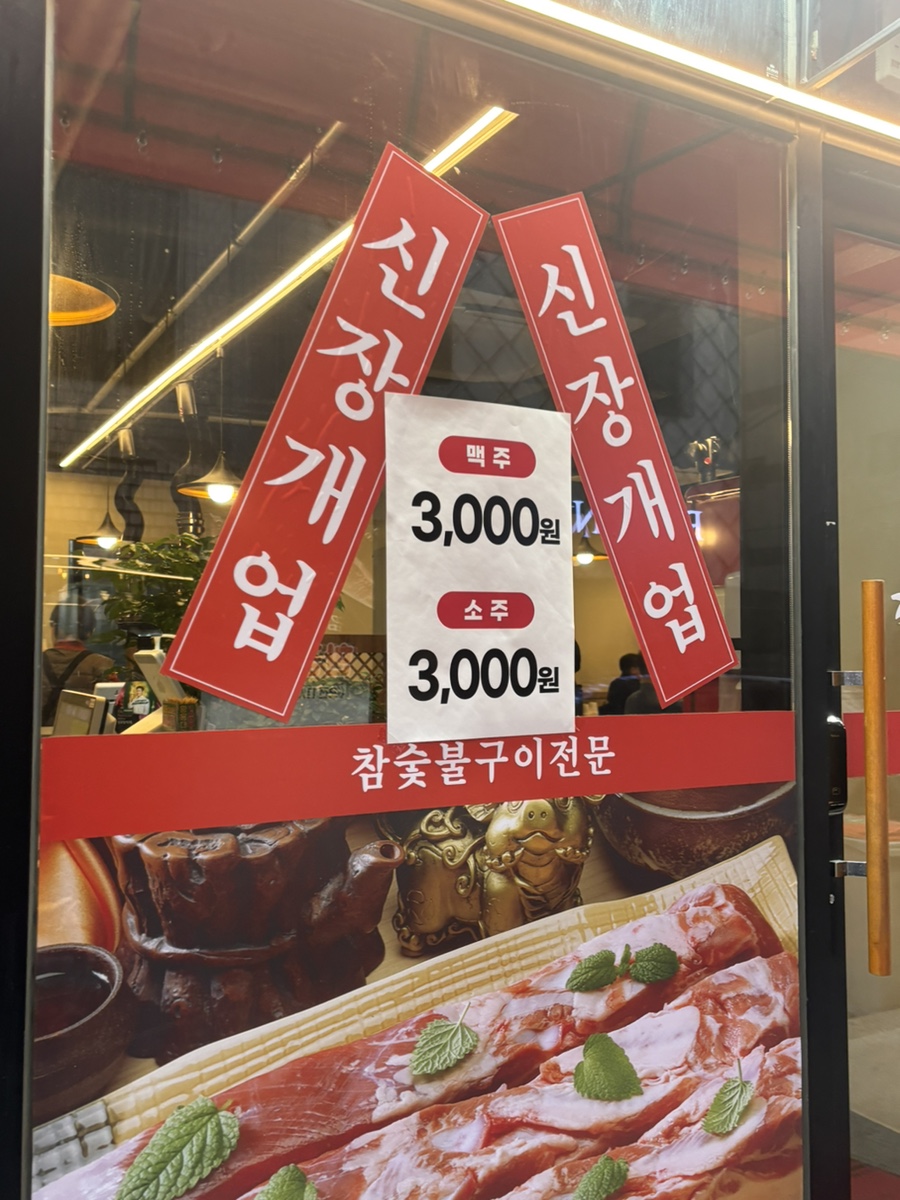 신장개업
신장개업
맥주
3,000원
소주
3,000원
참숯불구이전문